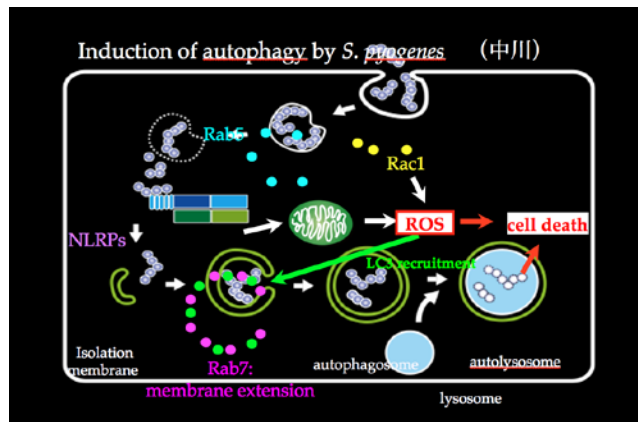 Induction of autophagy by S. pyogenes （中川）
Rab5
Rac1
ROS
cell death
NLRPs
LC3 recruitment
Isolation
membrane
Rab7:
membrane extension
autophagosome
autolysosome
lysosome